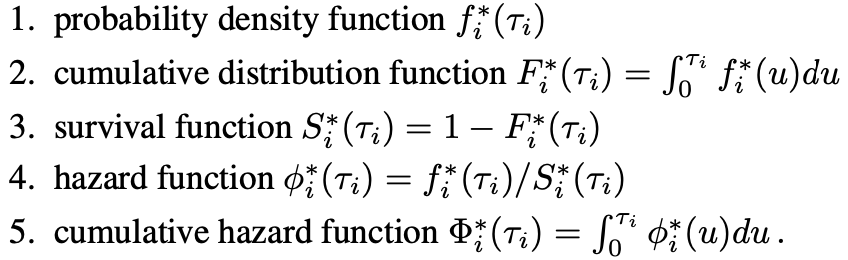 1. probability density function $f_i^*(\tau_i)$
2. cumulative distribution function $F_i^*(\tau_i) = \int_0^{\tau_i} f_i^*(u)du$
3. survival function $S_i^*(\tau_i) = 1 - F_i^*(\tau_i)$
4. hazard function $\phi_i^*(\tau_i) = f_i^*(\tau_i)/S_i^*(\tau_i)$
5. cumulative hazard function $\Phi_i^*(\tau_i) = \int_0^{\tau_i} \phi_i^*(u)du\,.$